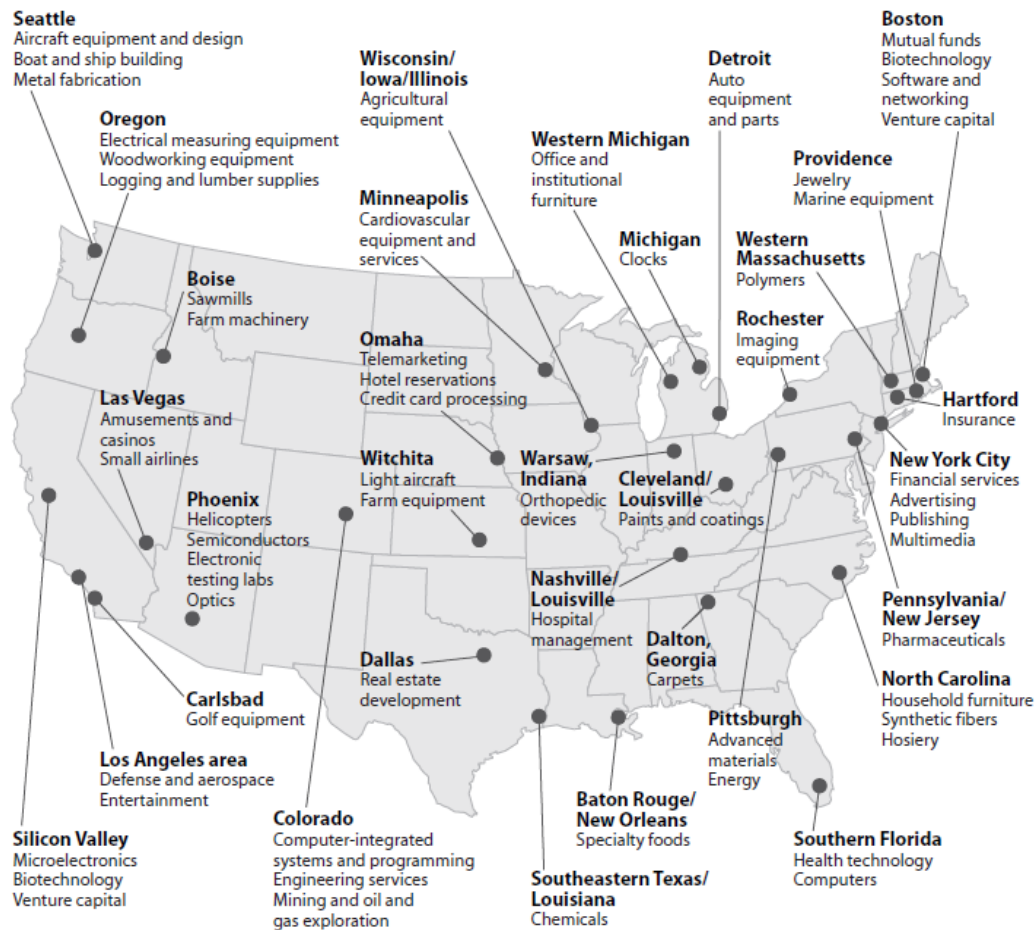 Seattle
Aircraft equipment and design
Boat and ship building
Metal fabrication
Oregon
Electrical measuring equipment
Woodworking equipment
Logging and lumber supplies
Wisconsin/
Iowa/Illinois
Agricultural
equipment
Minneapolis
Cardiovascular
equipment and
services
Western Michigan
Office and
institutional
furniture
Michigan
Clocks
Detroit
Auto
equipment
and parts
Boston
Mutual funds
Biotechnology
Software and
networking
Venture capital
Providence
Jewelry
Marine equipment
Western
Massachusetts
Polymers
Rochester
Imaging
equipment
Boise
Sawmills
Farm machinery
Omaha
Telemarketing
Hotel reservations
Credit card processing
Las Vegas
Amusements and
casinos
Small airlines
Witchita
Light aircraft
Farm equipment
Warsaw,
Indiana
Orthopedic
devices
Cleveland/
Louisville
Paints and coatings
Hartford
Insurance
New York City
Financial services
Advertising
Publishing
Multimedia
Phoenix
Helicopters
Semiconductors
Electronic
testing labs
Optics
Nashville/
Louisville
Hospital
management
Dalton,
Georgia
Carpets
Pennsylvania/
New Jersey
Pharmaceuticals
Dallas
Real estate
development
North Carolina
Household furniture
Synthetic fibers
Hosiery
Carlsbad
Golf equipment
Pittsburgh
Advanced
materials
Energy
Los Angeles area
Defense and aerospace
Entertainment
Baton Rouge/
New Orleans
Specialty foods
Silicon Valley
Microelectronics
Biotechnology
Venture capital
Colorado
Computer-integrated
systems and programming
Engineering services
Mining and oil and
gas exploration
Southeastern Texas/
Louisiana
Chemicals
Southern Florida
Health technology
Computers